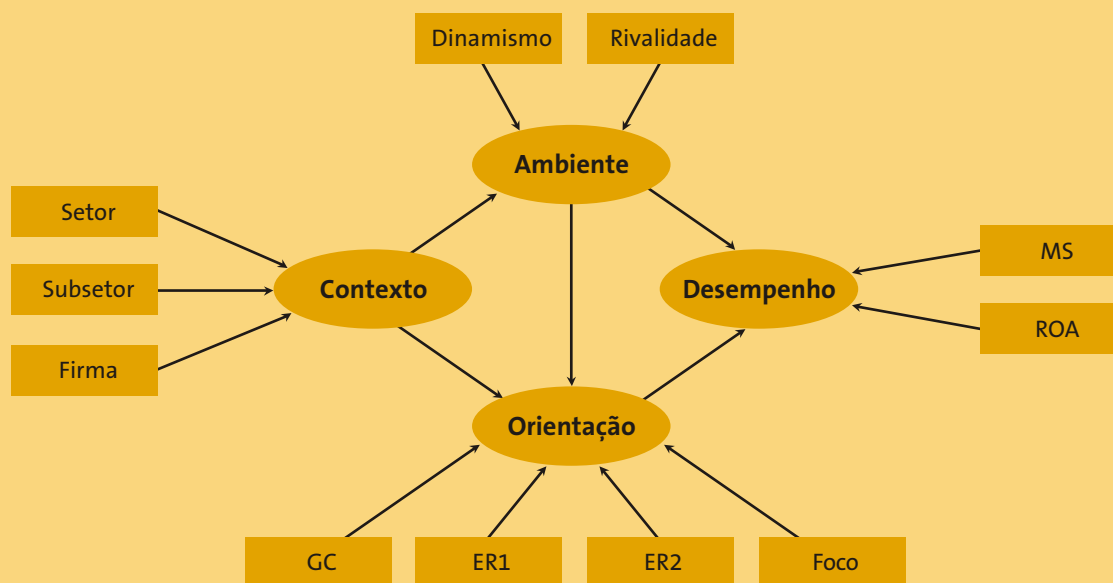 Dinamismo
Rivalidade
Ambiente
Setor
Subsetor
Contexto
Desempenho
MS
Firma
ROA
Orientação
GC
ER1
ER2
Foco